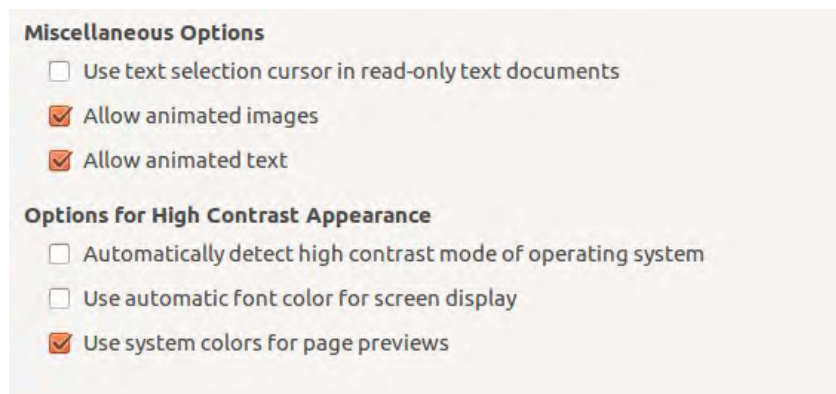 Miscellaneous Options
Use text selection cursor in read-only text documents
Allow animated images
Allow animated text
Options for High Contrast Appearance
Automatically detect high contrast mode of operating system
Use automatic font color for screen display
Use system colors for page previews